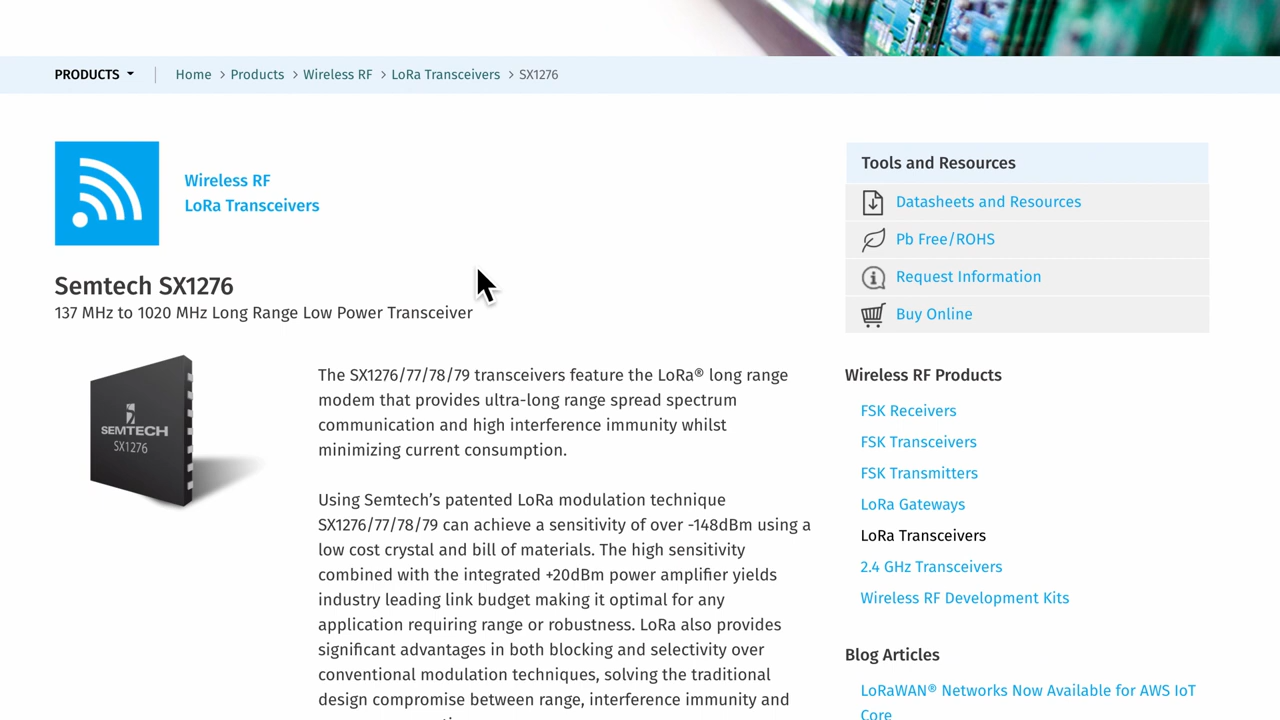 PRODUCTS
Home > Products > Wireless RF > LoRa Transceivers > SX1276
Wireless RF
LoRa Transceivers
Semtech SX1276
137 MHz to 1020 MHz Long Range Low Power Transceiver
SEMTECH
SX1276
The SX1276/77/78/79 transceivers feature the LoRa® long range
modem that provides ultra-long range spread spectrum
communication and high interference immunity whilst
minimizing current consumption.
Using Semtech’s patented LoRa modulation technique
SX1276/77/78/79 can achieve a sensitivity of over -148dBm using a
low cost crystal and bill of materials. The high sensitivity
combined with the integrated +20dBm power amplifier yields
industry leading link budget making it optimal for any
application requiring range or robustness. LoRa also provides
significant advantages in both blocking and selectivity over
conventional modulation techniques, solving the traditional
design compromise between range, interference immunity and
Tools and Resources
Datasheets and Resources
Pb Free/ROHS
Request Information
Buy Online
Wireless RF Products
FSK Receivers
FSK Transceivers
FSK Transmitters
LoRa Gateways
LoRa Transceivers
2.4 GHz Transceivers
Wireless RF Development Kits
Blog Articles
LoRaWAN® Networks Now Available for AWS IoT
Core